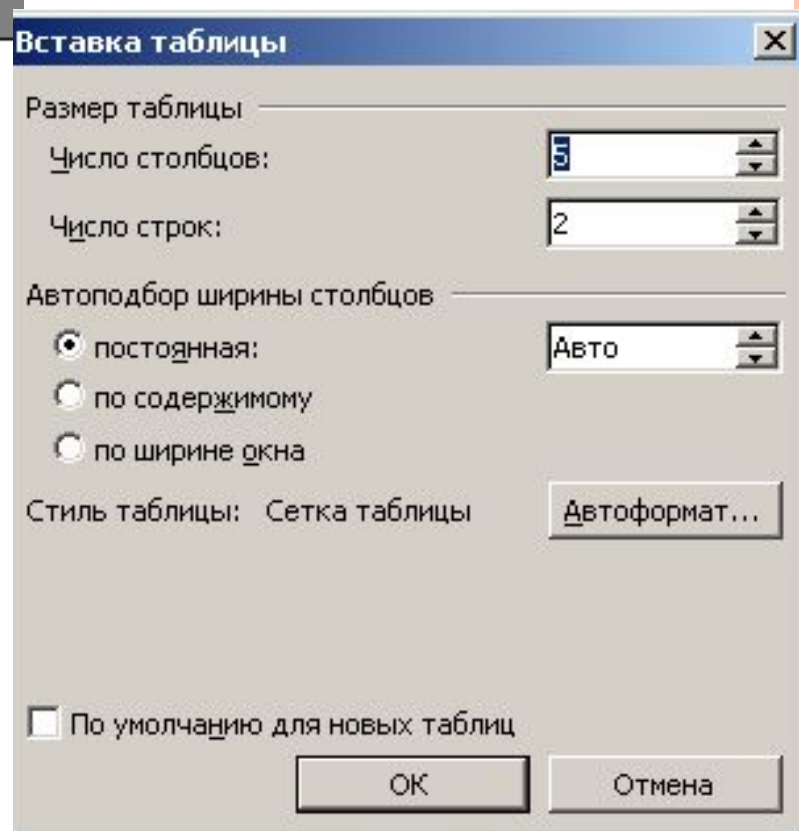 Вставка таблицы
Размер таблицы
Число столбцов: 5
Число строк: 2
Автоподбор ширины столбцов
постоянная: Авто
по содержимому
по ширине окна
Стиль таблицы: Сетка таблицы Автоформат...
По умолчанию для новых таблиц
ОК Отмена